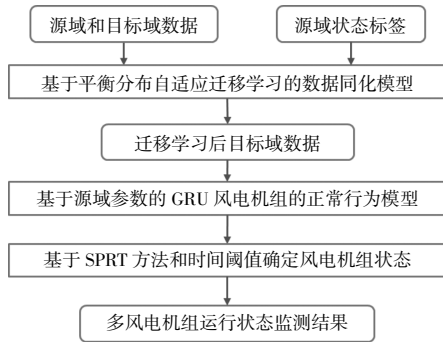 源域和目标域数据
源域状态标签
基于平衡分布自适应迁移学习的数据同化模型
迁移学习后目标域数据
基于源域参数的 GRU 风电机组的正常行为模型
基于 SPRT 方法和时间阈值确定风电机组状态
多风电机组运行状态监测结果